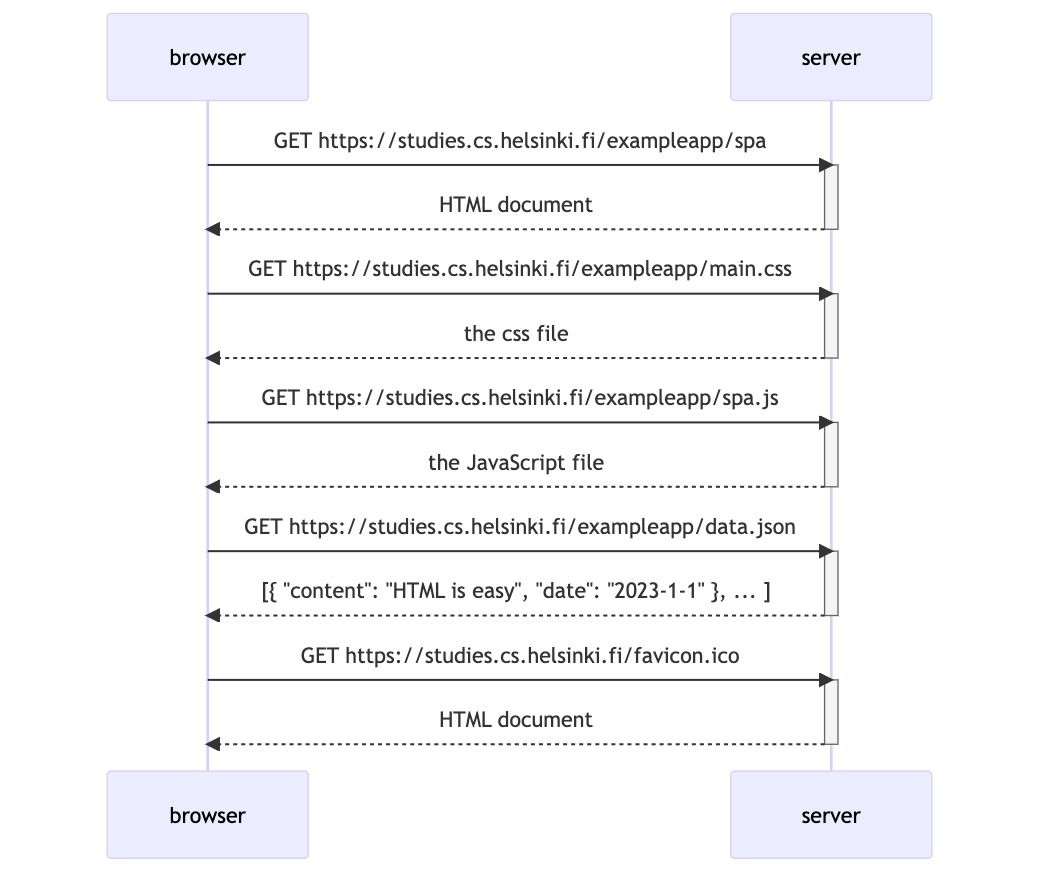 browser
server
GET https://studies.cs.helsinki.fi/exampleapp/spa
HTML document
GET https://studies.cs.helsinki.fi/exampleapp/main.css
the css file
GET https://studies.cs.helsinki.fi/exampleapp/spa.js
the JavaScript file
GET https://studies.cs.helsinki.fi/exampleapp/data.json
[{ "content": "HTML is easy", "date": "2023-1-1" }, ... ]
GET https://studies.cs.helsinki.fi/favicon.ico
HTML document
browser
server